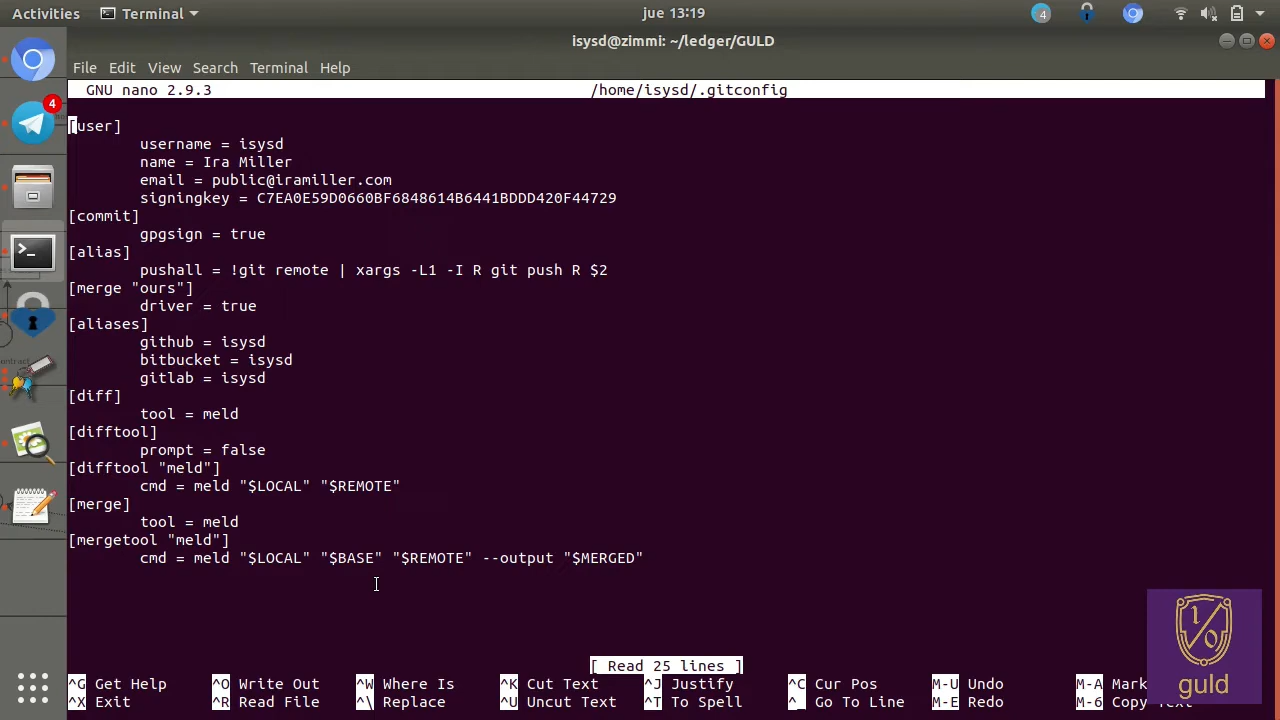 Activities Terminal jue 13:19 4
isysd@zimmi: ~/ledger/GULD
File Edit View Search Terminal Help
GNU nano 2.9.3 /home/isysd/.gitconfig
4
[user]
username = isysd
name = Ira Miller
email = public@iramiller.com
signingkey = C7EA0E59D0660BF6848614B6441BDDD420F44729
[commit]
gpgsign = true
[alias]
pushall = !git remote | xargs -L1 -I R git push R $2
[merge "ours"]
driver = true
[aliases]
github = isysd
bitbucket = isysd
gitlab = isysd
[diff]
tool = meld
[difftool]
prompt = false
[difftool "meld"]
cmd = meld "$LOCAL" "$REMOTE"
[merge]
tool = meld
[mergetool "meld"]
cmd = meld "$LOCAL" "$BASE" "$REMOTE" --output "$MERGED"
[ Read 25 lines ]
^G Get Help ^O Write Out ^W Where Is ^K Cut Text ^J Justify ^C Cur Pos M-U Undo M-A Mark
^X Exit ^R Read File ^\ Replace ^U Uncut Text ^T To Spell ^_ Go To Line M-E Redo M-6 Copy Text
1/0
guld